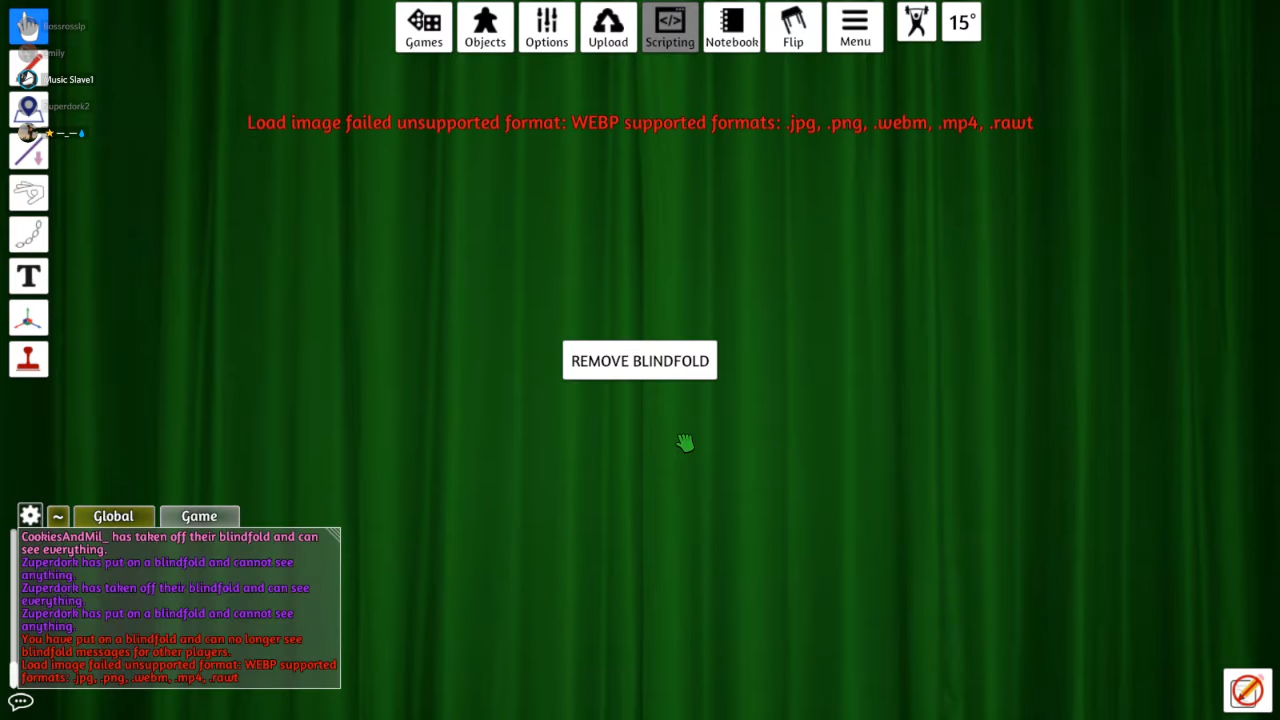 Bossrosslp
Emily
Music Slave1
Zuperdork2
Games
Objects
Options
Upload
Scripting
Notebook
Flip
Menu
15°
Load image failed unsupported format: WEBP supported formats: .jpg, .png, .webm, .mp4, .rawt
T
REMOVE BLINDFOLD
~
Global
Game
CookiesAndMil_ has taken off their blindfold and can
see everything.
Zuperdork has put on a blindfold and cannot see
anything.
Zuperdork has taken off their blindfold and can see
everything.
Zuperdork has put on a blindfold and cannot see
anything.
You have put on a blindfold and can no longer see
blindfold messages for other players.
Load image failed unsupported format: WEBP supported
formats: .jpg, .png, .webm, .mp4, .rawt